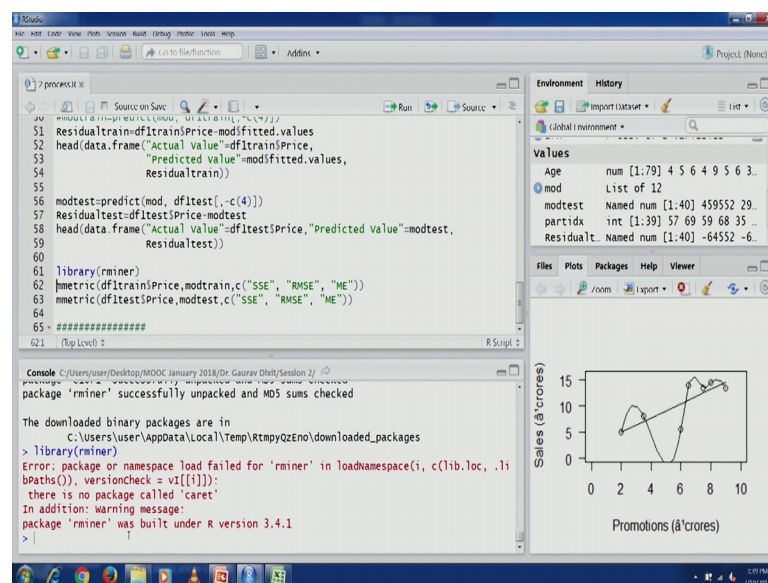 RStudio
File Edit Code View Plots Session Build Debug Profile Tools Help
Go to file/function
Addins
Project: (None)
7 process.R
Source on Save
Run
Source
51 Residualtrain=df1train$Price-mod$fitted.values
52 head(data.frame("Actual Value"=df1train$Price,
53 "Predicted Value"=mod$fitted.values,
54 Residualtrain))
55
56 modtest=predict(mod, df1test[,-c(4)])
57 Residualtest=df1test$Price-modtest
58 head(data.frame("Actual Value"=df1test$Price,"Predicted Value"=modtest,
59 Residualtest))
60
61 library(rminer)
62 mmetric(df1train$Price,modtrain,c("SSE", "RMSE", "ME"))
63 mmetric(df1test$Price,modtest,c("SSE", "RMSE", "ME"))
64
65 ################
62:1 (Top Level)
R Script
Console C:/Users/user/Desktop/MOOC January 2018/Dr. Gaurav Dixit/Session 2/
package 'rminer' successfully unpacked and MD5 sums checked
The downloaded binary packages are in
C:\Users\user\AppData\Local\Temp\RtmpyQzEno\downloaded_packages
> library(rminer)
Error: package or namespace load failed for 'rminer' in loadNamespace(i, c(lib.loc, .li
bPaths()), versionCheck = vI[[i]]):
there is no package called 'caret'
In addition: Warning message:
package 'rminer' was built under R version 3.4.1
>
Environment History
Import Dataset
List
Global Environment
Values
Age num [1:79] 4 5 6 4 9 5 6 3…
mod List of 12
modtest Named num [1:40] 459552 29…
partidx int [1:39] 57 69 59 68 35 …
Residualt… Named num [1:40] -64552 -6…
Files Plots Packages Help Viewer
Zoom
Export
Sales (â¹crores)
15
10
5
0
0 2 4 6 8 10
Promotions (â¹crores)